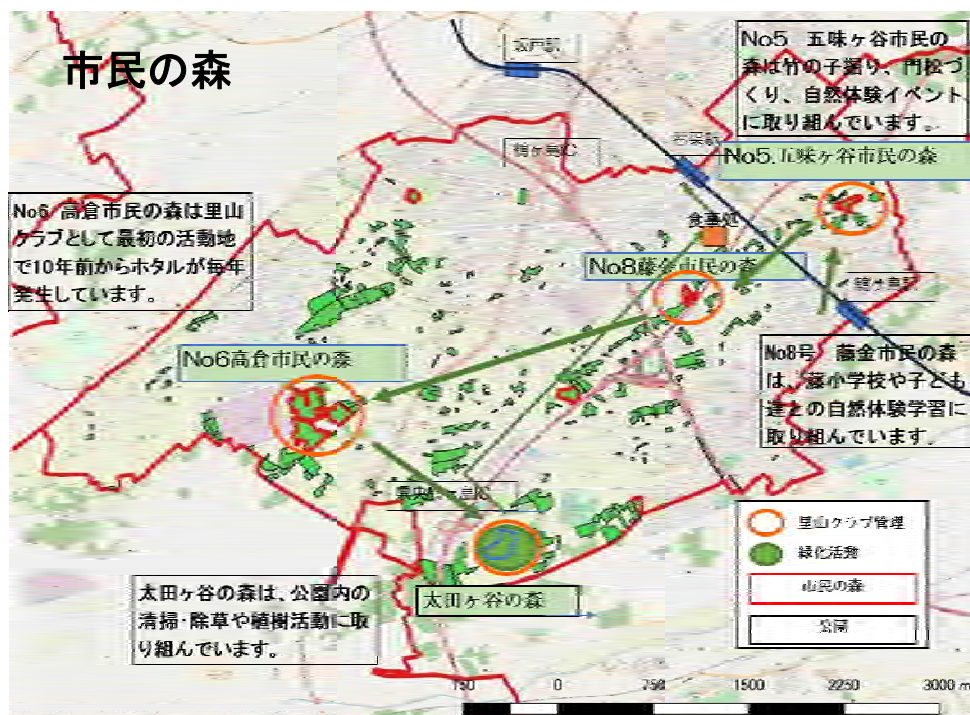 市民の森
No5 五味ヶ谷市民の
森は竹の子掘り、門松づ
くり、自然体験イベント
に取り組んでいます。
No5.五味ヶ谷市民の森
No6 高倉市民の森は里山
クラブとして最初の活動地
で10年前からホタルが毎年
発生しています。
食事処
No8藤金市民の森
No6高倉市民の森
No8号 藤金市民の森
は、藤小学校や子ども
達との自然体験学習に
取り組んでいます。
太田ヶ谷の森は、公園内の
清掃・除草や植樹活動に取
り組んでいます。
太田ヶ谷の森
里山クラブ管理
緑化活動
市民の森
公園
750 0 750 1500 2250 3000 m